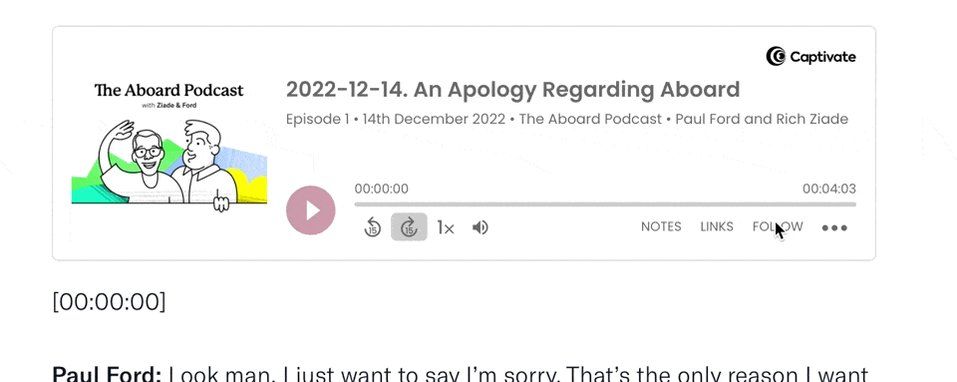 Captivate
The Aboard Podcast
with Ziade & Ford
2022-12-14. An Apology Regarding Aboard
Episode 1 • 14th December 2022 • The Aboard Podcast • Paul Ford and Rich Ziade
00:00:00 00:04:03
15 15 1x NOTES LINKS FOLLOW •••
[00:00:00]
Paul Ford: Look man, I just want to say I’m sorry. That’s the only reason I want